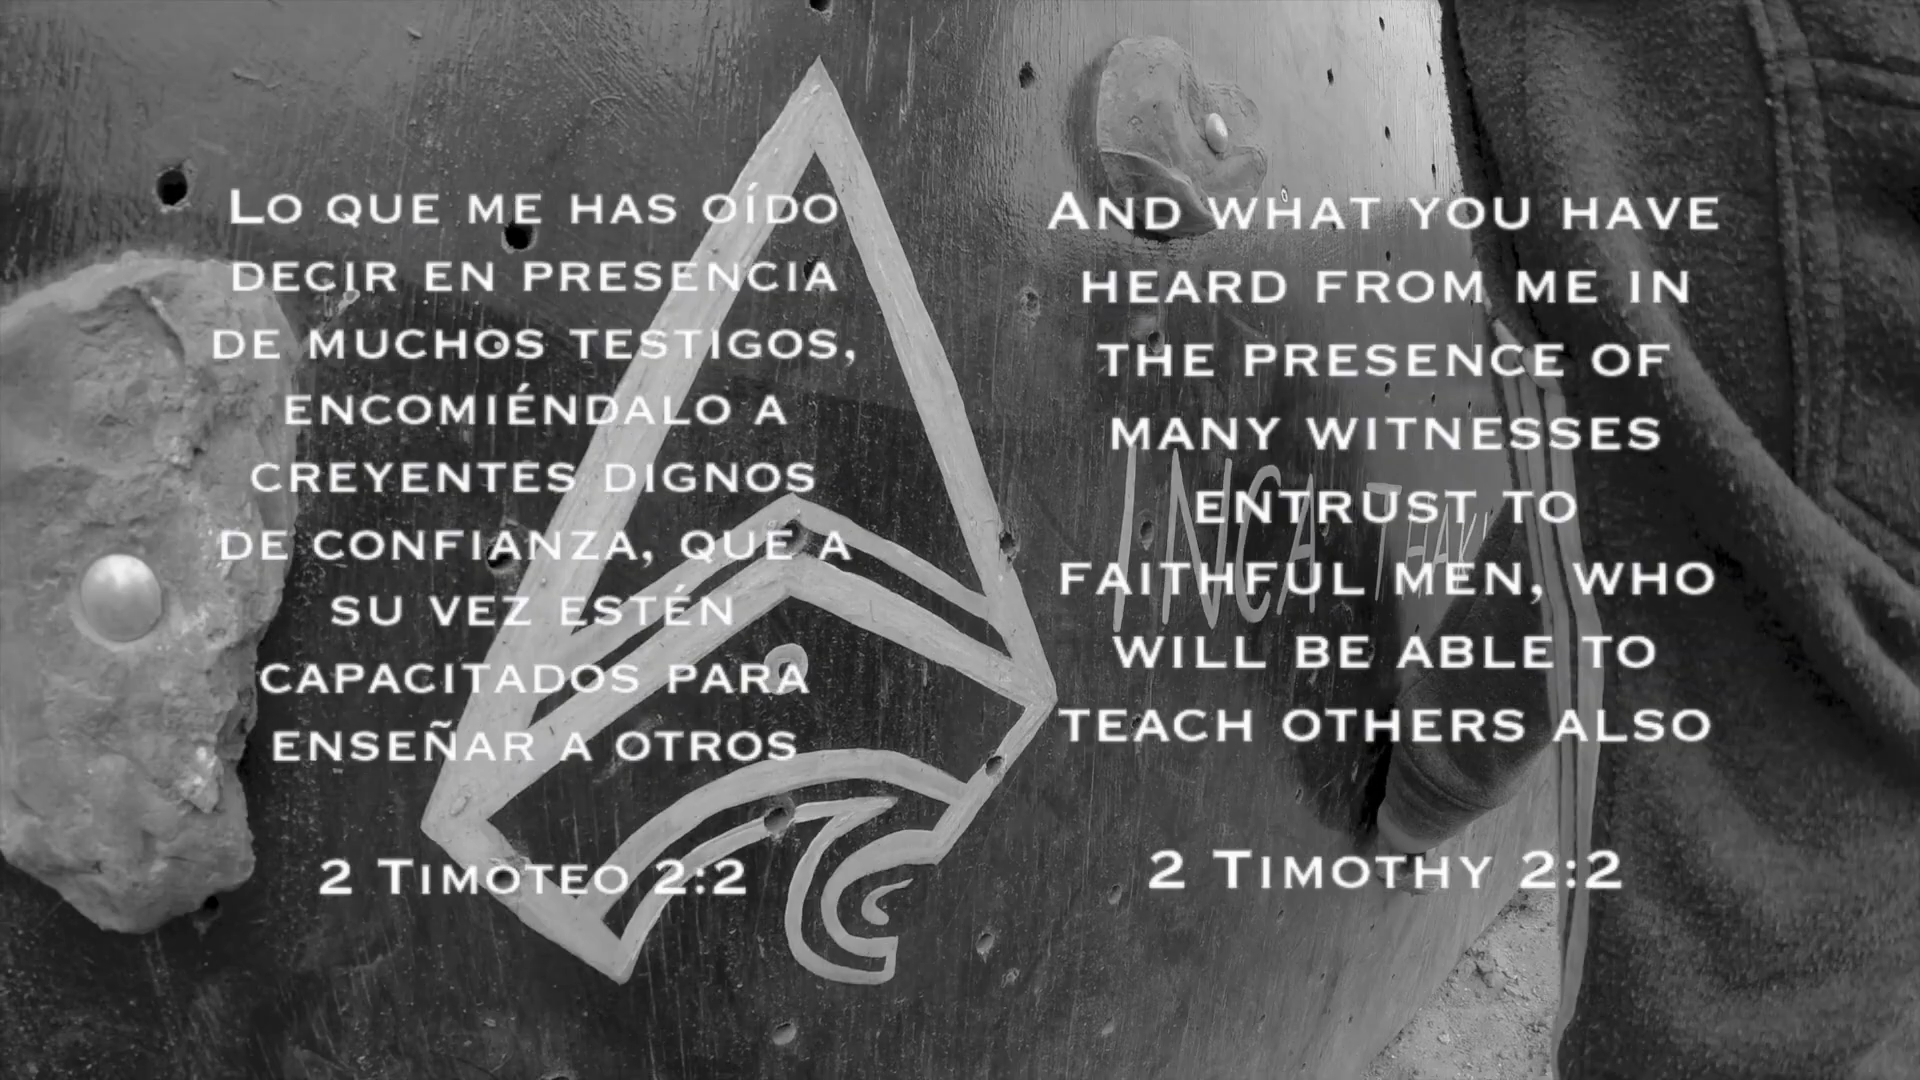 Lo que me has oído
decir en presencia
de muchos testigos,
encomiéndalo a
creyentes dignos
de confianza, que a
su vez estén
capacitados para
enseñar a otros
2 Timoteo 2:2
And what you have
heard from me in
the presence of
many witnesses
entrust to
faithful men, who
will be able to
teach others also
2 Timothy 2:2
INCA THAKI